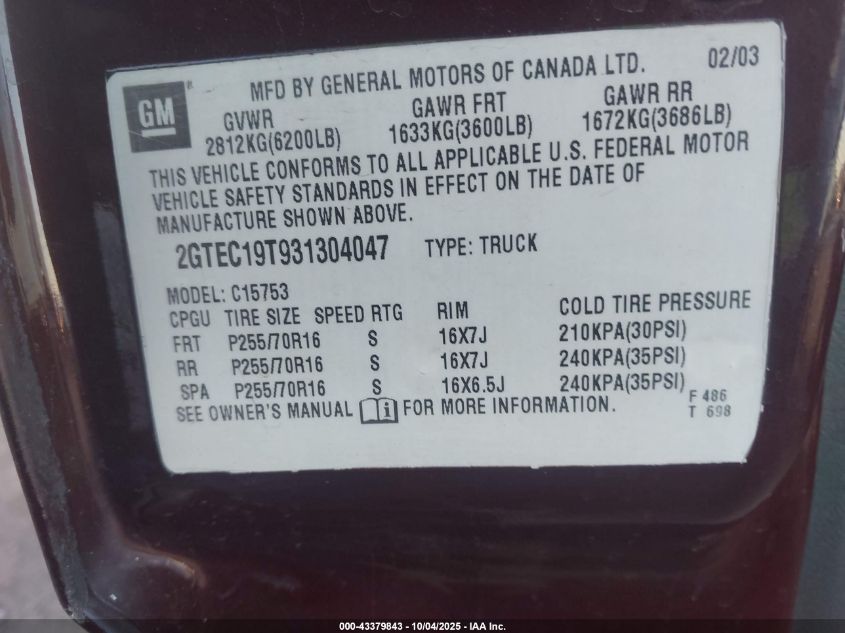 MFD BY GENERAL MOTORS OF CANADA LTD. 02/03
GM
GVWR GAWR FRT GAWR RR
2812KG(6200LB) 1633KG(3600LB) 1672KG(3686LB)
THIS VEHICLE CONFORMS TO ALL APPLICABLE U.S. FEDERAL MOTOR
VEHICLE SAFETY STANDARDS IN EFFECT ON THE DATE OF
MANUFACTURE SHOWN ABOVE.
2GTEC19T931304047 TYPE: TRUCK
MODEL: C15753
CPGU TIRE SIZE SPEED RTG RIM COLD TIRE PRESSURE
FRT P255/70R16 S 16X7J 210KPA(30PSI)
RR P255/70R16 S 16X7J 240KPA(35PSI)
SPA P255/70R16 S 16X6.5J 240KPA(35PSI)
SEE OWNER'S MANUAL i FOR MORE INFORMATION.
F 486
T 698
000-43379843 - 10/04/2025 - IAA Inc.